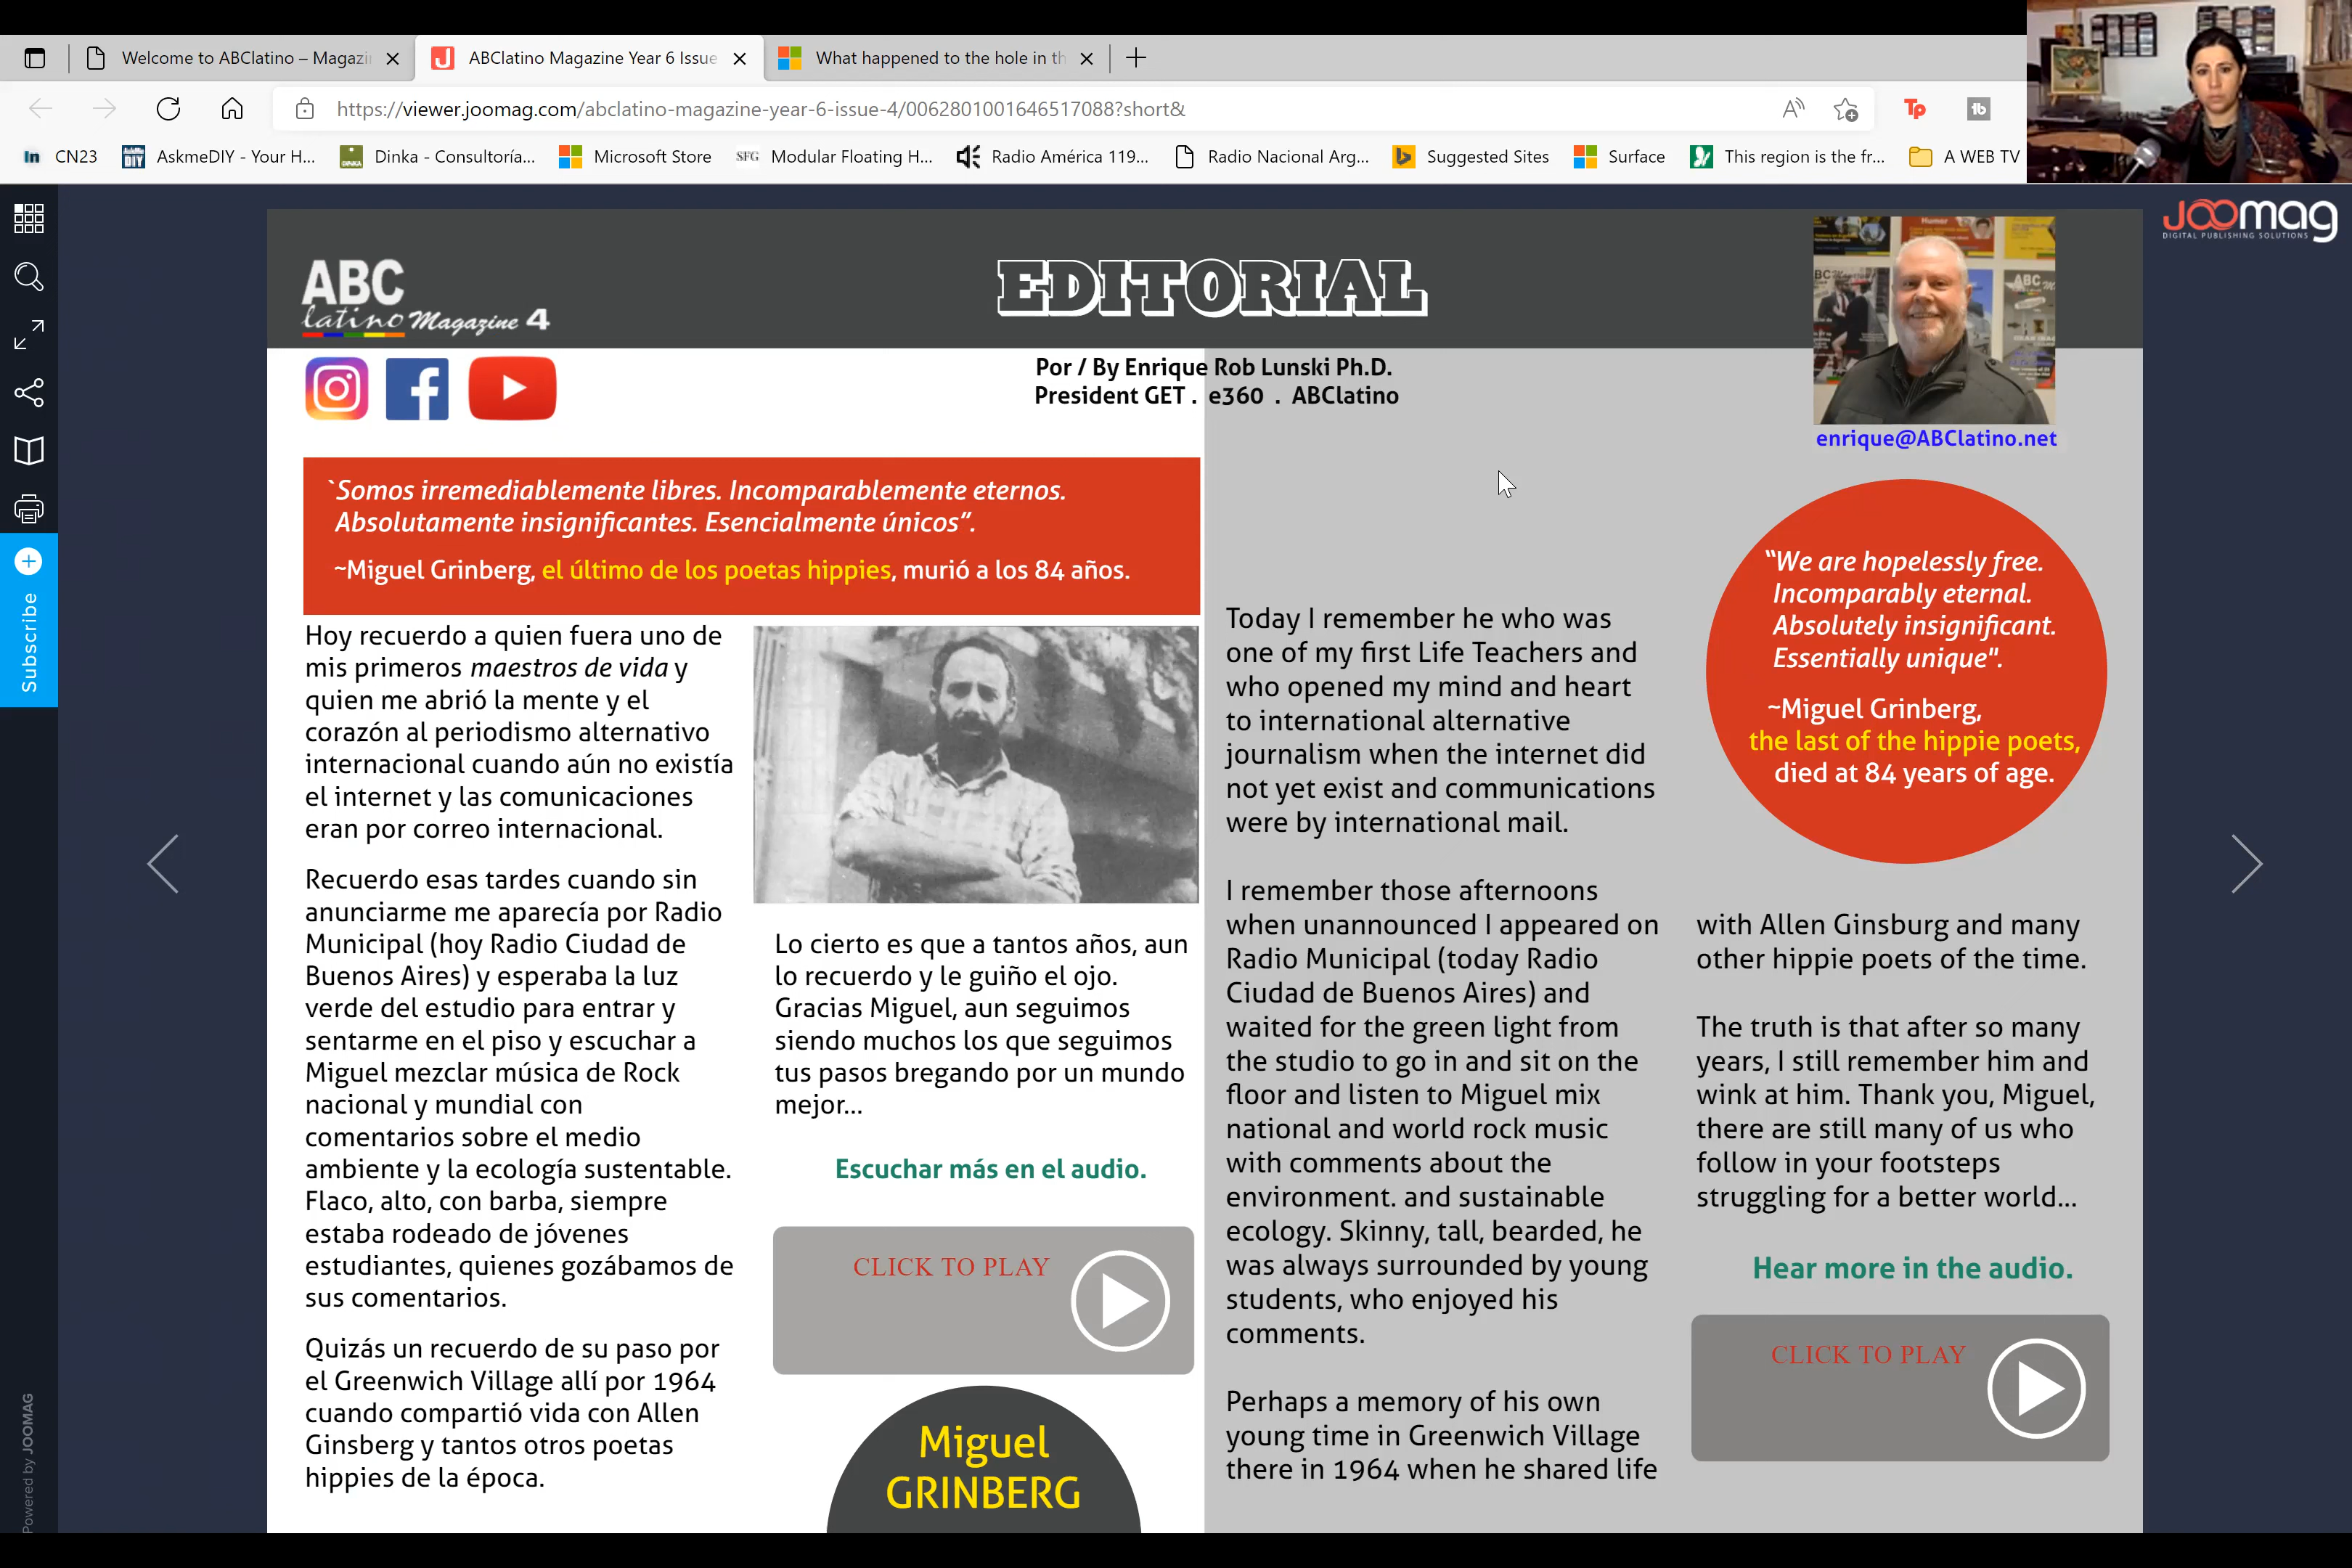 Welcome to ABClatino – Magazi
ABClatino Magazine Year 6 Issue
What happened to the hole in th
https://viewer.joomag.com/abclatino-magazine-year-6-issue-4/0062801001646517088?short&
Tp
in CN23
AskmeDIY - Your H...
DINKA Dinka - Consultoría...
Microsoft Store
SFG Modular Floating H...
Radio América 119...
Radio Nacional Arg...
Suggested Sites
Surface
This region is the fr...
A WEB TV
JOOMAG
DIGITAL PUBLISHING SOLUTIONS
Subscribe
Powered by JOOMAG
ABC
latino Magazine 4
EDITORIAL
Por / By Enrique Rob Lunski Ph.D.
President GET . e360 . ABClatino
enrique@ABClatino.net
`Somos irremediablemente libres. Incomparablemente eternos.
Absolutamente insignificantes. Esencialmente únicos”.
~Miguel Grinberg, el último de los poetas hippies, murió a los 84 años.
Hoy recuerdo a quien fuera uno de
mis primeros maestros de vida y
quien me abrió la mente y el
corazón al periodismo alternativo
internacional cuando aún no existía
el internet y las comunicaciones
eran por correo internacional.
Recuerdo esas tardes cuando sin
anunciarme me aparecía por Radio
Municipal (hoy Radio Ciudad de
Buenos Aires) y esperaba la luz
verde del estudio para entrar y
sentarme en el piso y escuchar a
Miguel mezclar música de Rock
nacional y mundial con
comentarios sobre el medio
ambiente y la ecología sustentable.
Flaco, alto, con barba, siempre
estaba rodeado de jóvenes
estudiantes, quienes gozábamos de
sus comentarios.
Quizás un recuerdo de su paso por
el Greenwich Village allí por 1964
cuando compartió vida con Allen
Ginsberg y tantos otros poetas
hippies de la época.
Lo cierto es que a tantos años, aun
lo recuerdo y le guiño el ojo.
Gracias Miguel, aun seguimos
siendo muchos los que seguimos
tus pasos bregando por un mundo
mejor...
Escuchar más en el audio.
CLICK TO PLAY
Miguel
GRINBERG
Today I remember he who was
one of my first Life Teachers and
who opened my mind and heart
to international alternative
journalism when the internet did
not yet exist and communications
were by international mail.
I remember those afternoons
when unannounced I appeared on
Radio Municipal (today Radio
Ciudad de Buenos Aires) and
waited for the green light from
the studio to go in and sit on the
floor and listen to Miguel mix
national and world rock music
with comments about the
environment. and sustainable
ecology. Skinny, tall, bearded, he
was always surrounded by young
students, who enjoyed his
comments.
Perhaps a memory of his own
young time in Greenwich Village
there in 1964 when he shared life
“We are hopelessly free.
Incomparably eternal.
Absolutely insignificant.
Essentially unique".
~Miguel Grinberg,
the last of the hippie poets,
died at 84 years of age.
with Allen Ginsburg and many
other hippie poets of the time.
The truth is that after so many
years, I still remember him and
wink at him. Thank you, Miguel,
there are still many of us who
follow in your footsteps
struggling for a better world...
Hear more in the audio.
CLICK TO PLAY